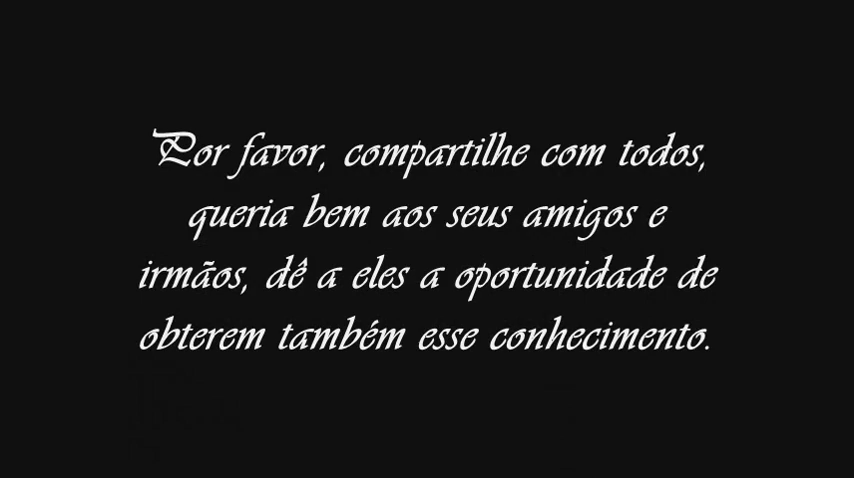 Por favor, compartilhe com todos,
queria bem aos seus amigos e
irmãos, dê a eles a oportunidade de
obterem também esse conhecimento.